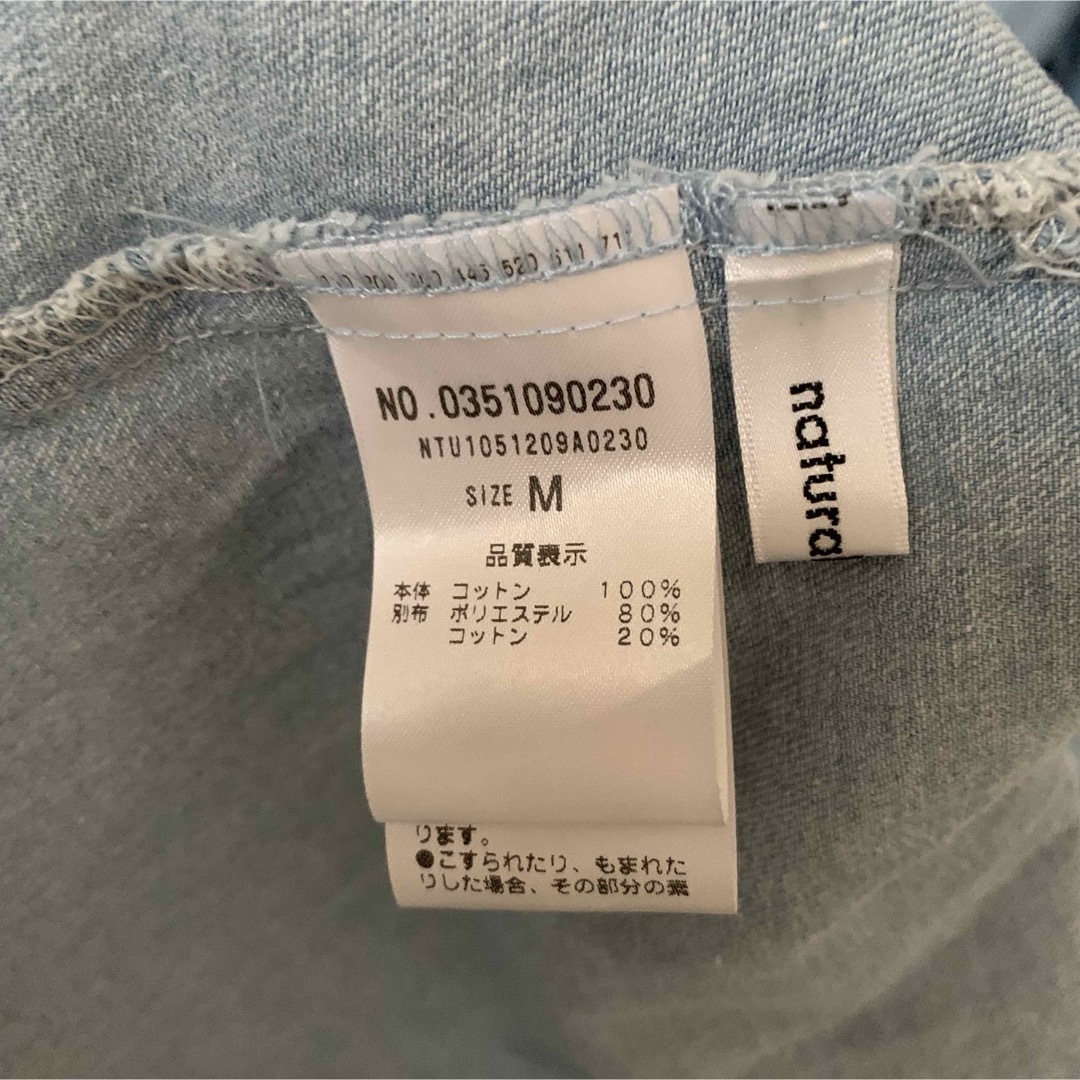 NO.0351090230
NTU1051209A0230
SIZE M
品質表示
本体 コットン 100%
別布 ポリエステル 80%
コットン 20%
ります。
●こすられたり、もまれた
りした場合、その部分の
natura